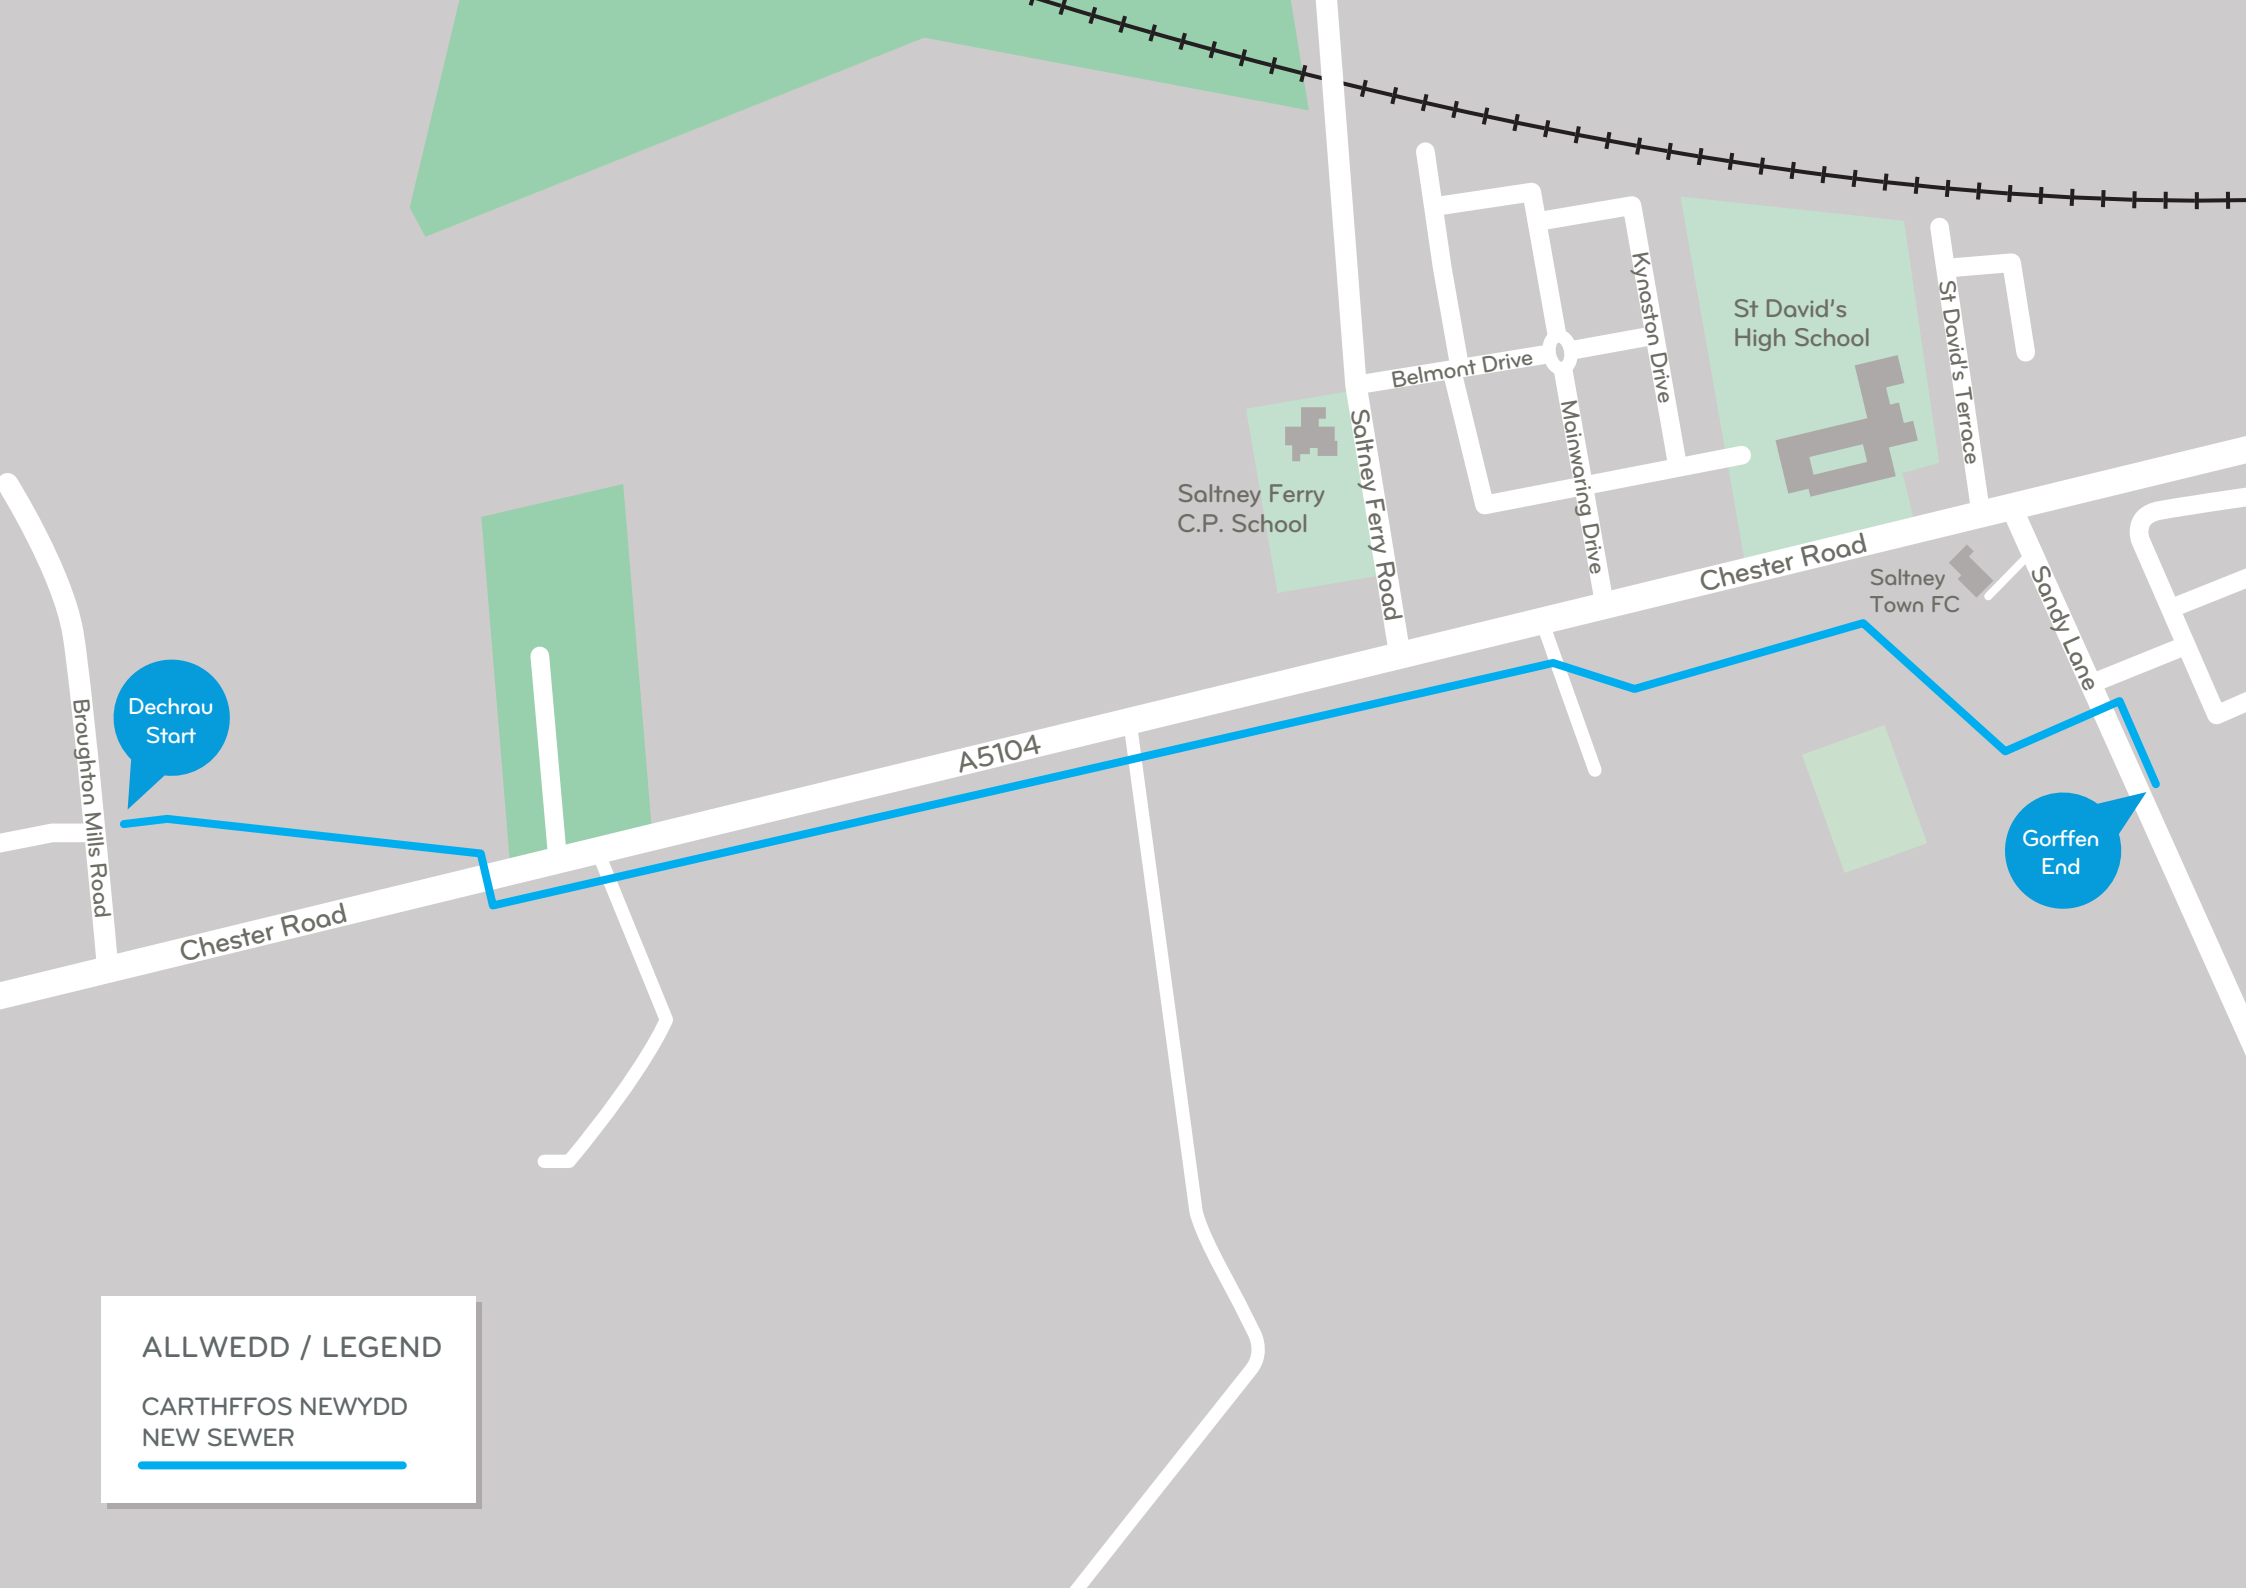 St David's
High School
Kynaston Drive
St David's Terrace
Belmont Drive
Mainwaring Drive
Saltney Ferry Road
Saltney Ferry
C.P. School
Chester Road
Saltney
Town FC
Sandy Lane
Dechrau
Start
Broughton Mills Road
A5104
Gorffen
End
Chester Road
ALLWEDD / LEGEND
CARTHFFOS NEWYDD
NEW SEWER